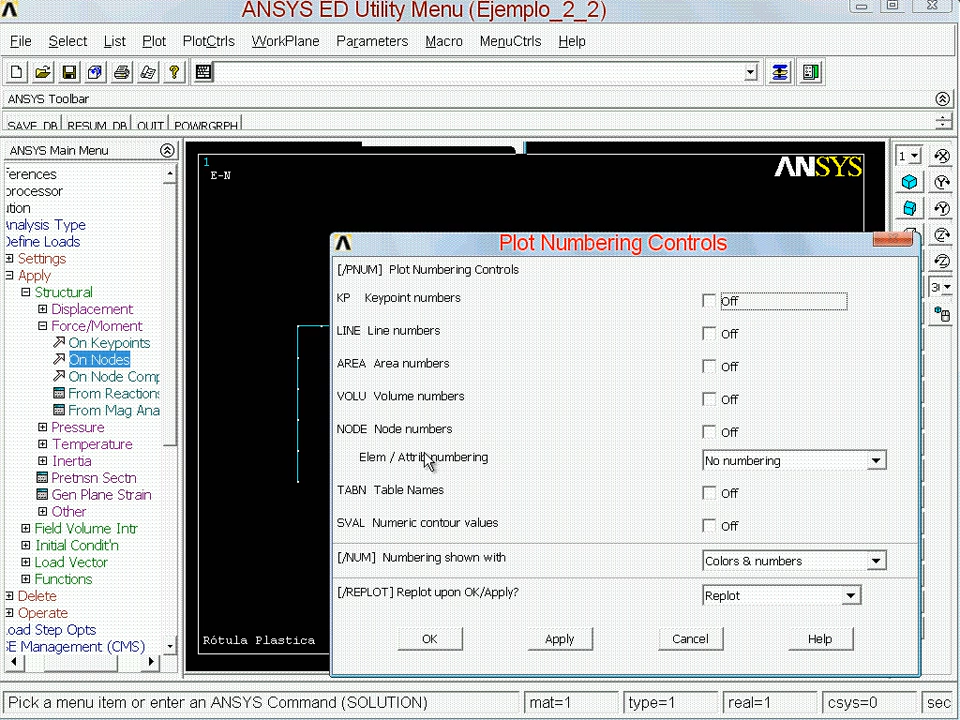 ANSYS ED Utility Menu (Ejemplo_2_2)
File Select List Plot PlotCtrls WorkPlane Parameters Macro MenuCtrls Help
ANSYS Toolbar
SAVE_DB RESUM_DB QUIT POWRGRPH
ANSYS Main Menu
ferences
processor
ution
Analysis Type
Define Loads
Settings
Apply
Structural
Displacement
Force/Moment
On Keypoints
On Nodes
On Node Comp
From Reactions
From Mag Ana
Pressure
Temperature
Inertia
Pretnsn Sectn
Gen Plane Strain
Other
Field Volume Intr
Initial Condit'n
Load Vector
Functions
Delete
Operate
Load Step Opts
SE Management (CMS)
1
E-N
ANSYS
Rótula Plastica
Plot Numbering Controls
[/PNUM] Plot Numbering Controls
KP Keypoint numbers Off
LINE Line numbers Off
AREA Area numbers Off
VOLU Volume numbers Off
NODE Node numbers Off
Elem / Attrib numbering No numbering
TABN Table Names Off
SVAL Numeric contour values Off
[/NUM] Numbering shown with Colors & numbers
[/REPLOT] Replot upon OK/Apply? Replot
OK Apply Cancel Help
1
Pick a menu item or enter an ANSYS Command (SOLUTION) mat=1 type=1 real=1 csys=0 sec